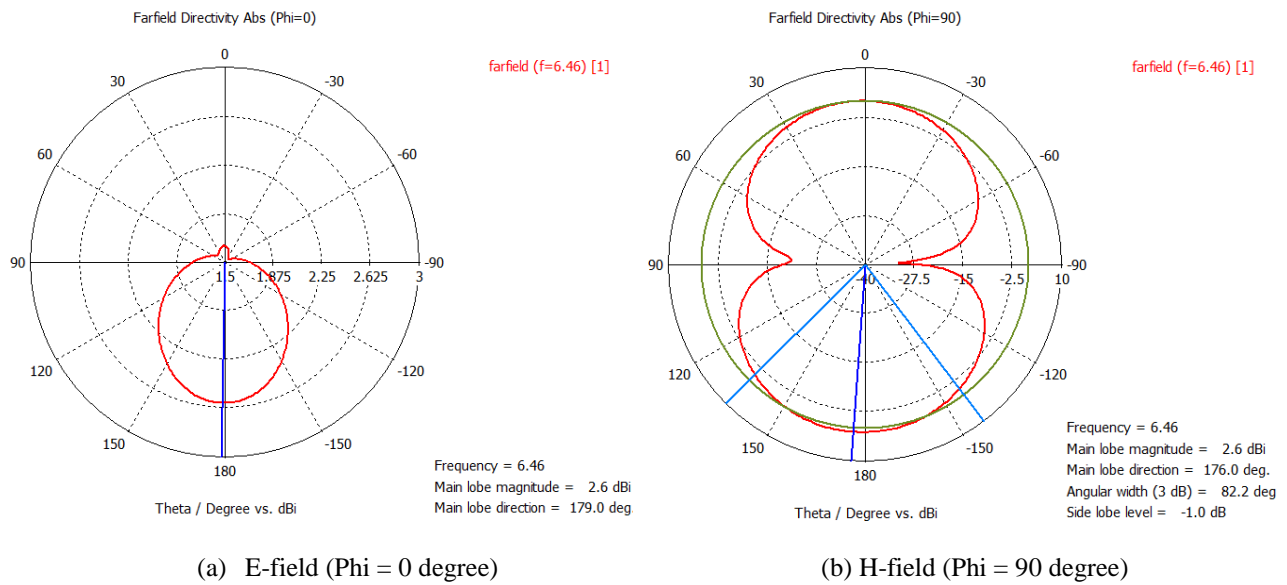 Farfield Directivity Abs (Phi=0)
farfield (f=6.46) [1]
0
30
-30
60
-60
90
1.5
1.875
2.25
2.625
3
-90
120
-120
150
-150
180
Frequency = 6.46
Main lobe magnitude = 2.6 dBi
Main lobe direction = 179.0 deg.
Theta / Degree vs. dBi
(a) E-field (Phi = 0 degree)
Farfield Directivity Abs (Phi=90)
farfield (f=6.46) [1]
0
30
-30
60
-60
90
-40
-27.5
-15
-2.5
10
-90
120
-120
150
-150
180
Frequency = 6.46
Main lobe magnitude = 2.6 dBi
Main lobe direction = 176.0 deg.
Angular width (3 dB) = 82.2 deg
Side lobe level = -1.0 dB
Theta / Degree vs. dBi
(b) H-field (Phi = 90 degree)